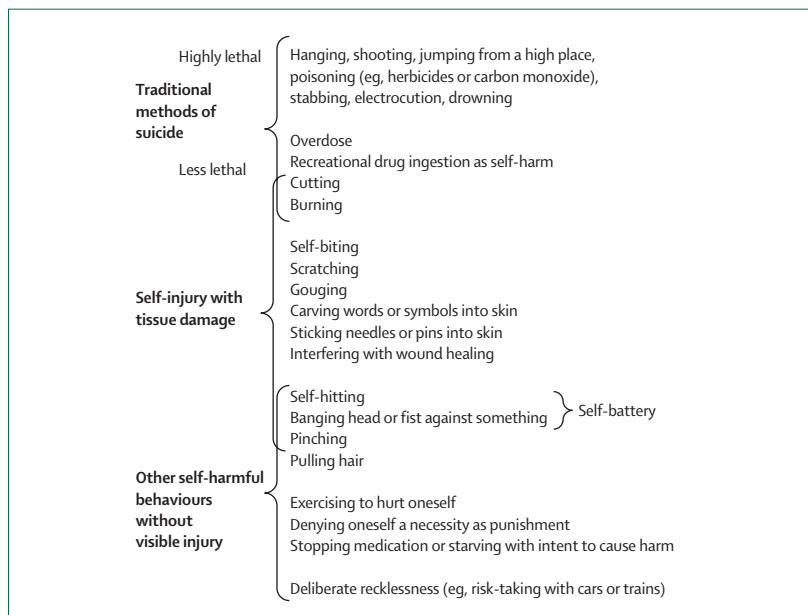 Highly lethal
Hanging, shooting, jumping from a high place,
poisoning (eg, herbicides or carbon monoxide),
stabbing, electrocution, drowning
Traditional
methods of
suicide
Overdose
Recreational drug ingestion as self-harm
Less lethal
Cutting
Burning
Self-biting
Scratching
Gouging
Carving words or symbols into skin
Sticking needles or pins into skin
Interfering with wound healing
Self-injury with
tissue damage
Self-hitting
Banging head or fist against something
Self-battery
Pinching
Pulling hair
Other self-harmful
behaviours
without
visible injury
Exercising to hurt oneself
Denying oneself a necessity as punishment
Stopping medication or starving with intent to cause harm
Deliberate recklessness (eg, risk-taking with cars or trains)